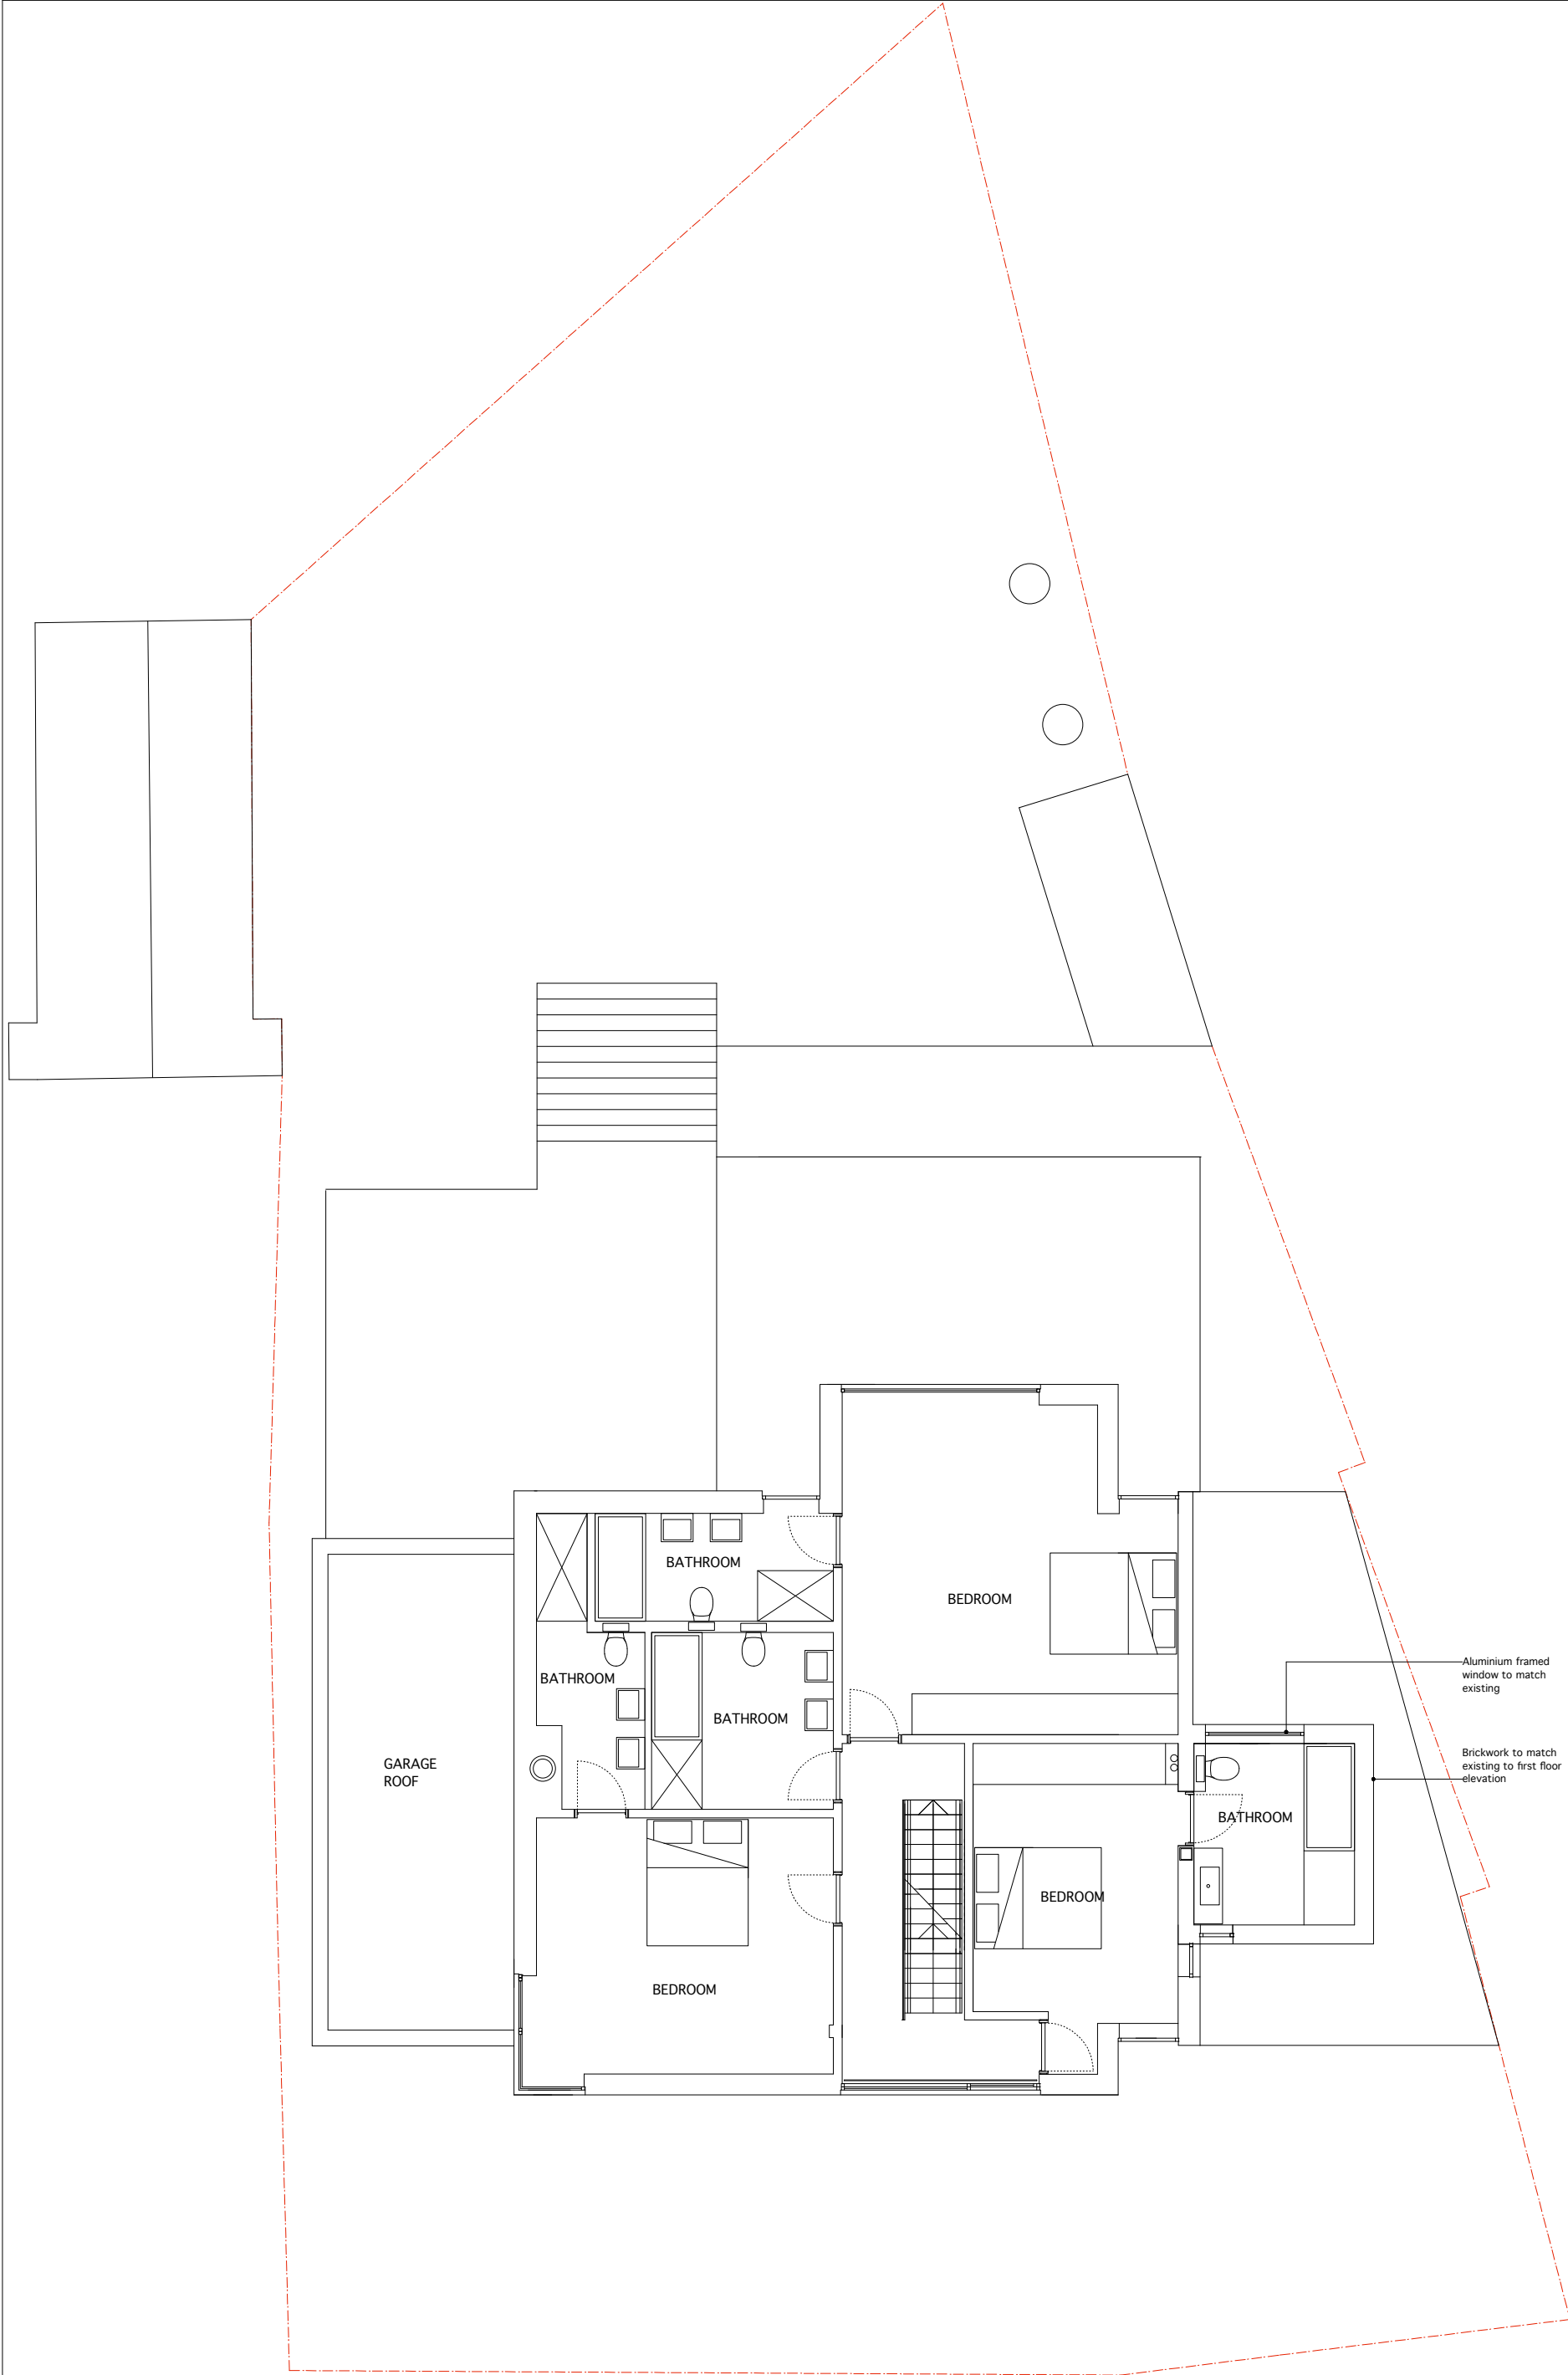 BATHROOM
BEDROOM
Aluminium framed
window to match
existing
BATHROOM
BATHROOM
GARAGE
ROOF
Brickwork to match
existing to first floor
elevation
BATHROOM
BEDROOM
BEDROOM